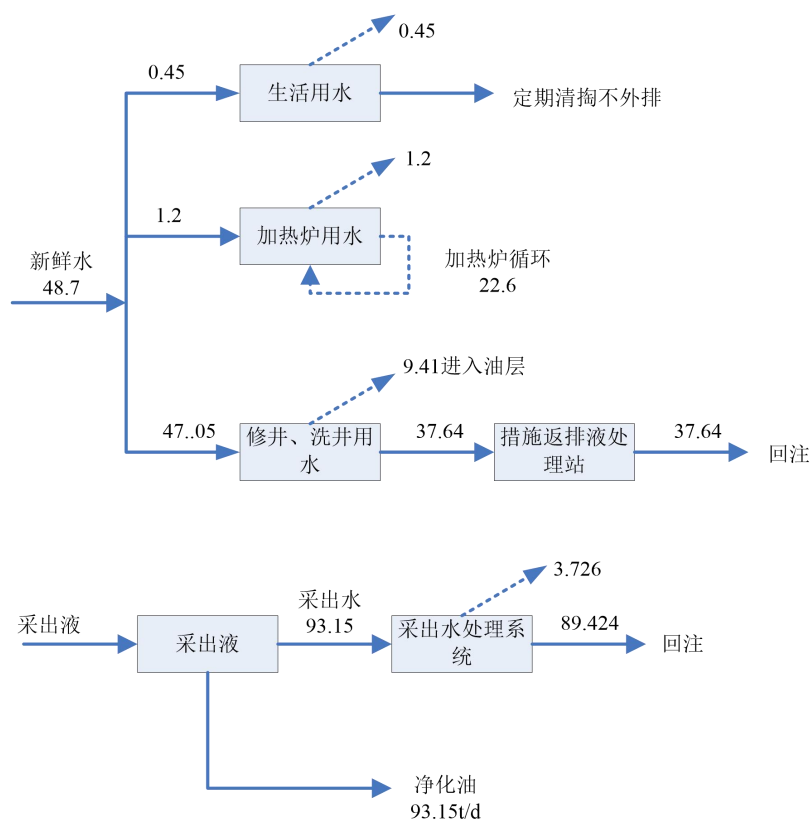 0.45
0.45
生活用水
定期清掏不外排
1.2
1.2
加热炉用水
新鲜水
48.7
加热炉循环
22.6
9.41进入油层
47..05
修井、洗井用
水
37.64
措施返排液处
理站
37.64
回注
3.726
采出液
采出液
采出水
93.15
采出水处理系
统
89.424
回注
净化油
93.15t/d